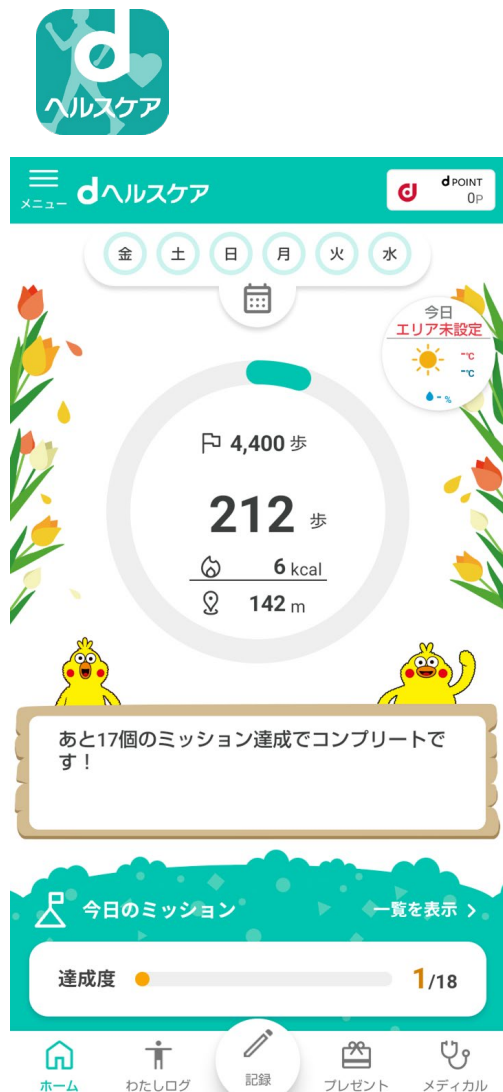 d
ヘルスケア
メニュー
dヘルスケア
d
d POINT
0P
金 土 日 月 火 水
今日
エリア未設定
-℃
-℃
- %
4,400 歩
212 歩
6 kcal
142 m
あと17個のミッション達成でコンプリートで
す!
今日のミッション
一覧を表示 >
達成度
1/18
ホーム
わたしログ
記録
プレゼント
メディカル